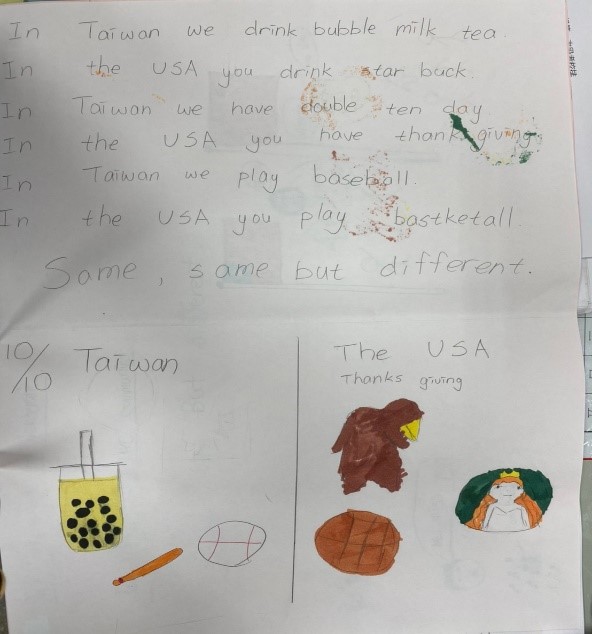 In Taiwan we drink bubble milk tea.
In the USA you drink star buck.
In Taiwan we have double ten day
In the USA you have thanks giving
In Taiwan we play baseball.
In the USA you play bastketall.
Same, same but different.
10/10 Taiwan
The USA
Thanks giving